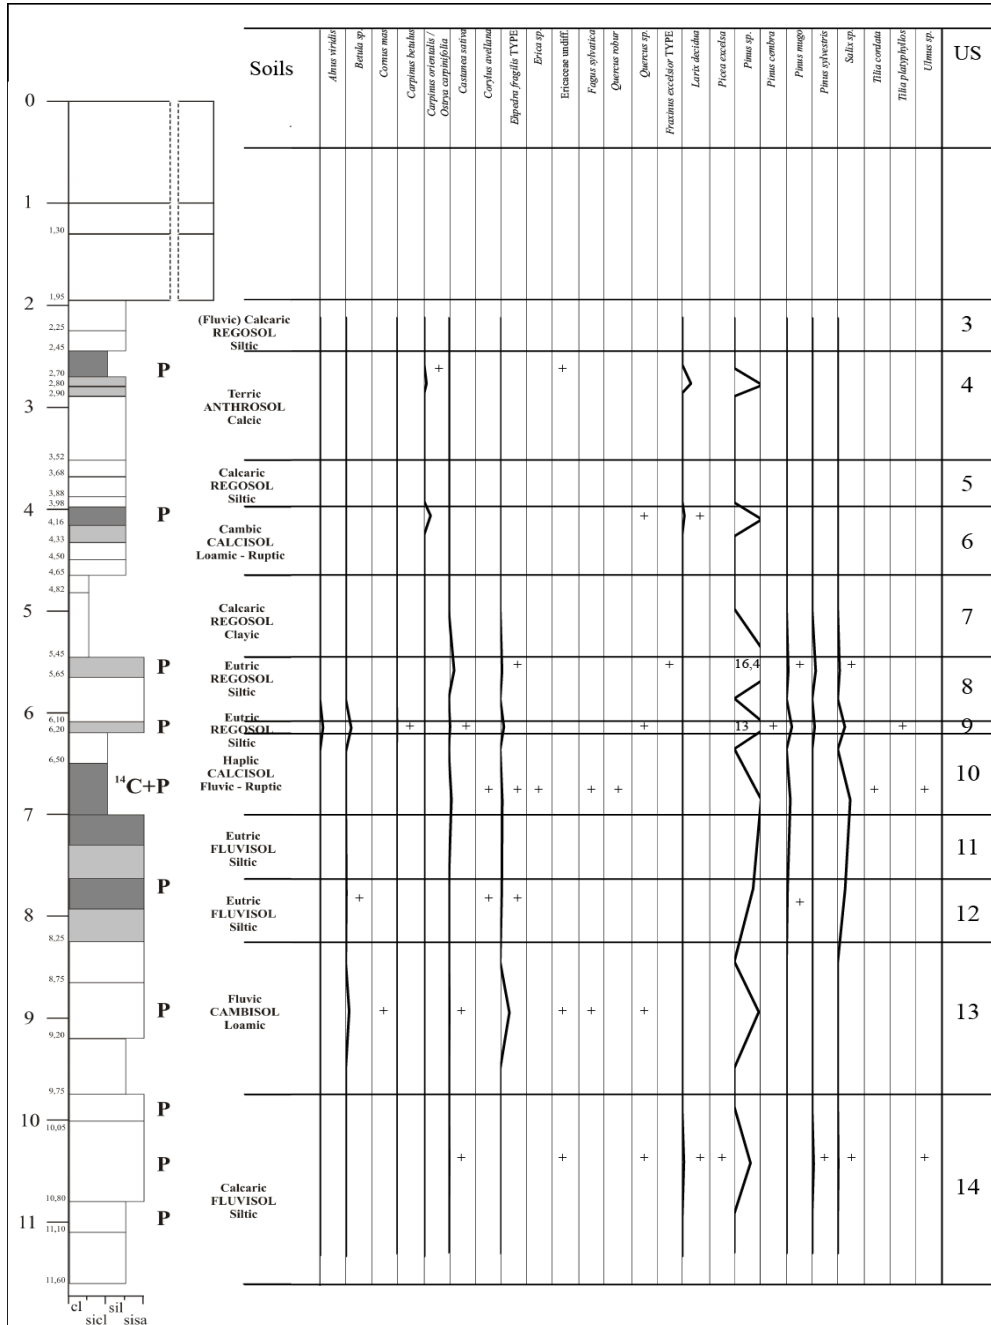 Soils
Alnus viridis
Betula sp.
Cornus mas
Carpinus betulus
Carpinus orientalis /
Ostrya carpinifolia
Castanea sativa
Corylus avellana
Ehpedra fragilis TYPE
Erica sp.
Ericaceae undiff.
Fagus sylvatica
Quercus robur
Quercus sp.
Fraxinus excelsior TYPE
Larix decidua
Picea excelsa
Pinus sp.
Pinus cembra
Pinus mugo
Pinus sylvestris
Salix sp.
Tilia cordata
Tilia platyphyllos
Ulmus sp.
US
0
1
1,30
1,95
2
(Fluvic) Calcaric
REGOSOL
Siltic
3
2,25
2,45
2,70
2,80
2,90
P
+ +
Terric
ANTHROSOL
Calcic
4
3
3,52
3,68
3,88
3,98
Calcaric
REGOSOL
Siltic
5
4
4,16
4,33
4,50
4,65
P
+ +
Cambic
CALCISOL
Loamic - Ruptic
6
4,82
5
5,45
Calcaric
REGOSOL
Clayic
7
5,65
P
Eutric
REGOSOL
Siltic
+ + 16,4 + +
8
6
6,10
6,20
P
Eutric
REGOSOL
Siltic
+ + + 13 + +
9
6,50
14C+P
Haplic
CALCISOL
Fluvic - Ruptic
+ + + + + + +
10
7
Eutric
FLUVISOL
Siltic
11
P
8
8,25
Eutric
FLUVISOL
Siltic
+ + + +
12
8,75
9
9,20
9,75
P
Fluvic
CAMBISOL
Loamic
+ + + + +
13
10
10,05
10,80
11
11,10
11,60
P
P
P
Calcaric
FLUVISOL
Siltic
+ + + + + + + +
14
cl sil
sicl sisa